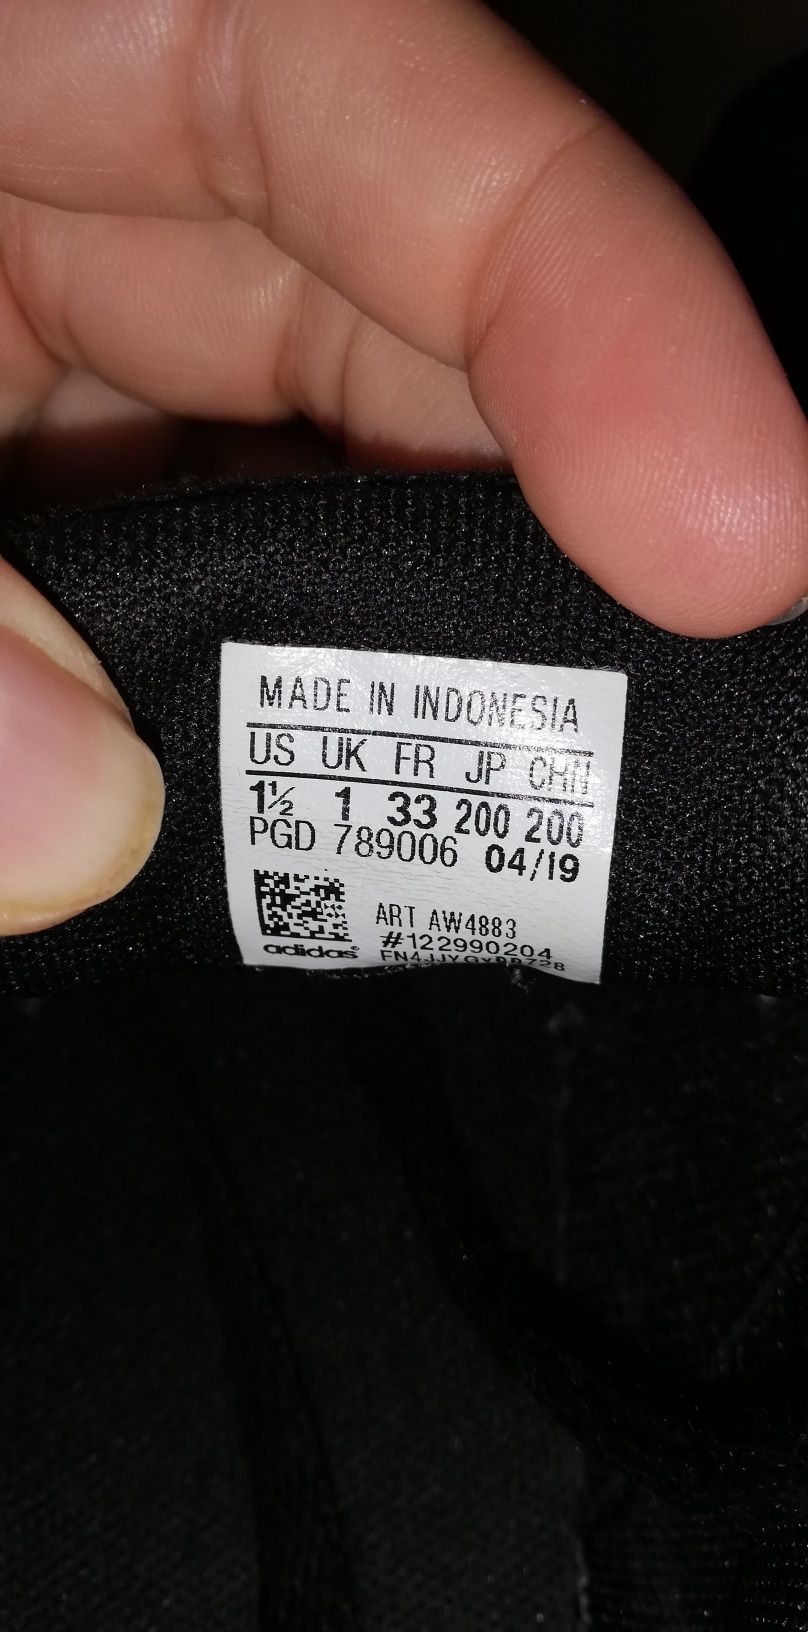 MADE IN INDONESIA
US UK FR JP CHN
1½ 1 33 200 200
PGD 789006 04/19
ART AW4883
adidas #122990204